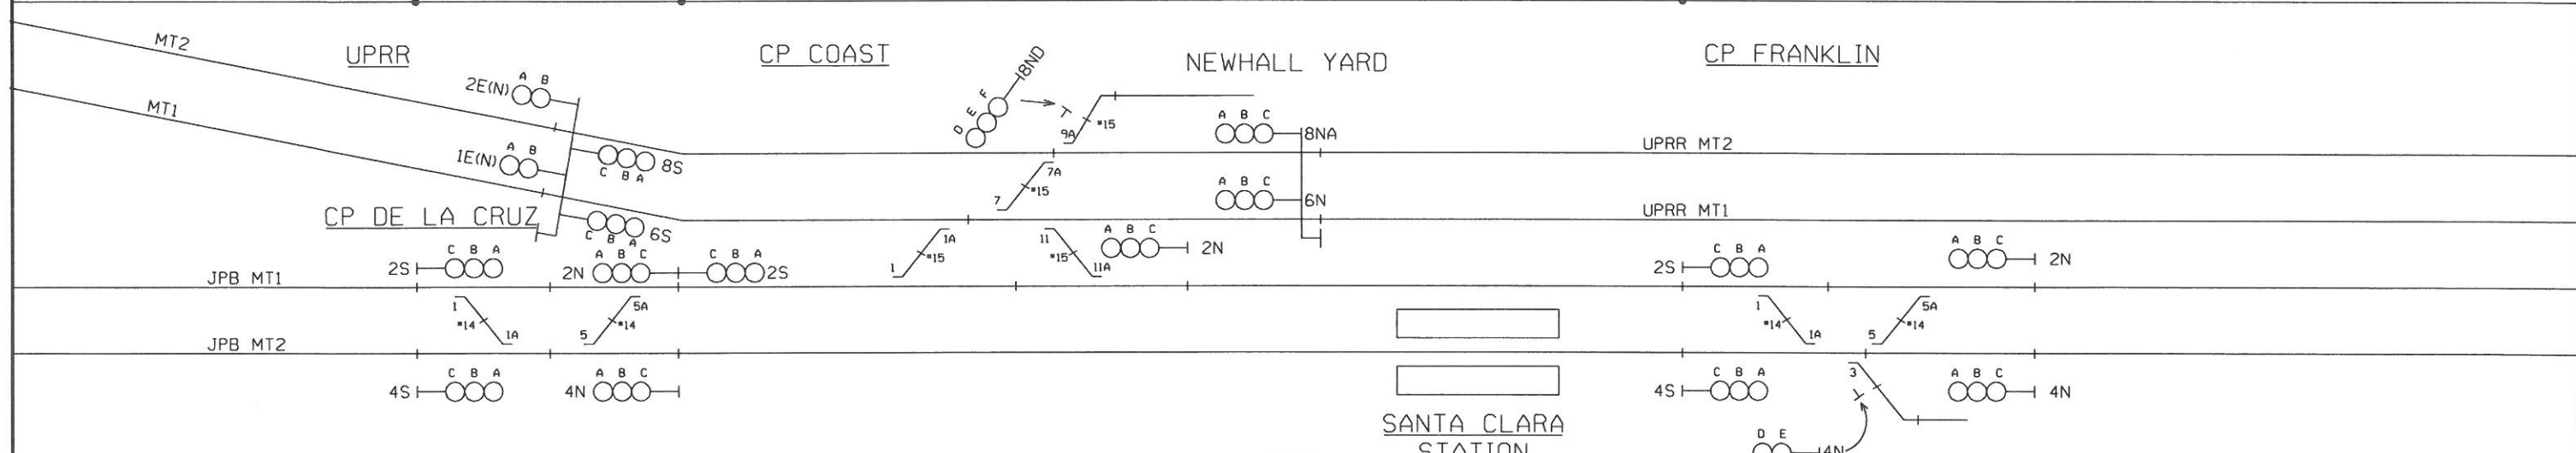 MT2
UPRR
CP COAST
NEWHALL YARD
CP FRANKLIN
8ND
D E F
A B
2E(N)
MT1
9A
#15
A B C
8NA
UPRR MT2
A B
1E(N)
8S
C B A
7A
#15
7
A B C
6N
UPRR MT1
CP DE LA CRUZ
6S
C B A
1A
#15
1
11
#15
11A
A B C
2N
C B A
2S
A B C
2N
C B A
2S
C B A
2S
A B C
2N
JPB MT1
1
#14
1A
5A
#14
5
1
#14
1A
5A
#14
5
JPB MT2
C B A
4S
A B C
4N
C B A
4S
3
A B C
4N
SANTA CLARA
STATION
D E
4N